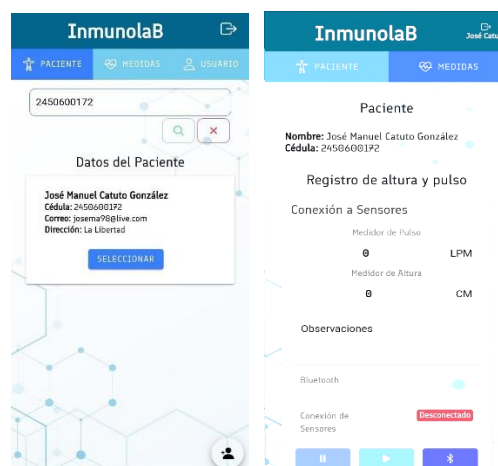 InmunolaB
PACIENTE
MEDIDAS
USUARIO
2450600172
Datos del Paciente
José Manuel Catuto González
Cédula: 2450600172
Correo: josema98@live.com
Dirección: La Libertad
SELECCIONAR
InmunolaB
José Catu
PACIENTE
MEDIDAS
Paciente
Nombre: José Manuel Catuto González
Cédula: 2450600172
Registro de altura y pulso
Conexión a Sensores
Medidor de Pulso
0 LPM
Medidor de Altura
0 CM
Observaciones
Bluetooth
Conexión de Desconectado
Sensores